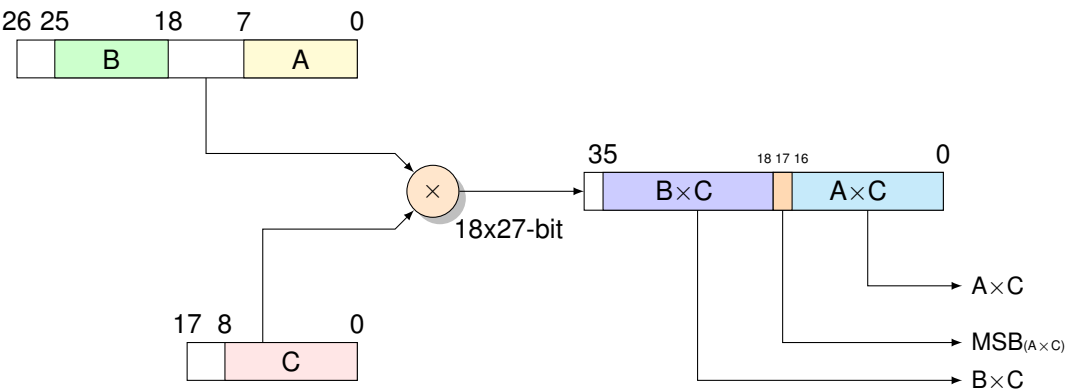 26 25 18 7 0
B A
35 18 17 16 0
× B×C A×C
18x27-bit
A×C
17 8 0
MSB(A×C)
C
B×C